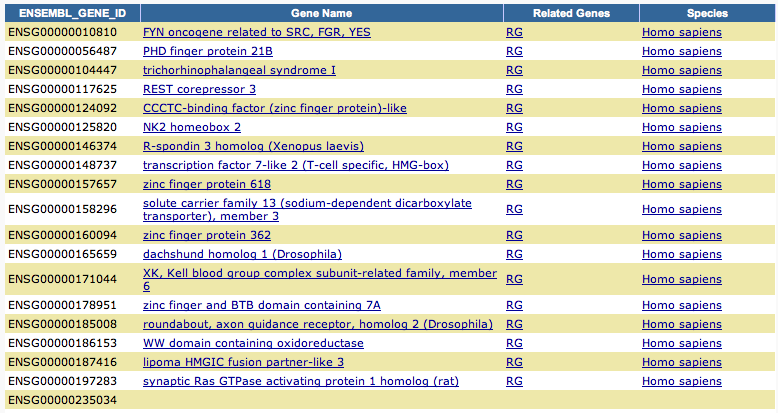 ENSEMBL_GENE_ID Gene Name Related Genes Species
ENSG00000010810 FYN oncogene related to SRC, FGR, YES RG Homo sapiens
ENSG00000056487 PHD finger protein 21B RG Homo sapiens
ENSG00000104447 trichorhinophalangeal syndrome I RG Homo sapiens
ENSG00000117625 REST corepressor 3 RG Homo sapiens
ENSG00000124092 CCCTC-binding factor (zinc finger protein)-like RG Homo sapiens
ENSG00000125820 NK2 homeobox 2 RG Homo sapiens
ENSG00000146374 R-spondin 3 homolog (Xenopus laevis) RG Homo sapiens
ENSG00000148737 transcription factor 7-like 2 (T-cell specific, HMG-box) RG Homo sapiens
ENSG00000157657 zinc finger protein 618 RG Homo sapiens
ENSG00000158296 solute carrier family 13 (sodium-dependent dicarboxylate
transporter), member 3 RG Homo sapiens
ENSG00000160094 zinc finger protein 362 RG Homo sapiens
ENSG00000165659 dachshund homolog 1 (Drosophila) RG Homo sapiens
ENSG00000171044 XK, Kell blood group complex subunit-related family, member
6 RG Homo sapiens
ENSG00000178951 zinc finger and BTB domain containing 7A RG Homo sapiens
ENSG00000185008 roundabout, axon guidance receptor, homolog 2 (Drosophila) RG Homo sapiens
ENSG00000186153 WW domain containing oxidoreductase RG Homo sapiens
ENSG00000187416 lipoma HMGIC fusion partner-like 3 RG Homo sapiens
ENSG00000197283 synaptic Ras GTPase activating protein 1 homolog (rat) RG Homo sapiens
ENSG00000235034